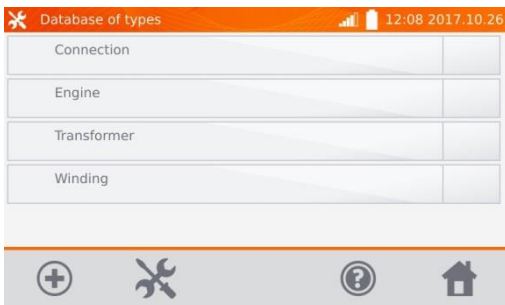 Database of types 12:08 2017.10.26
Connection
Engine
Transformer
Winding